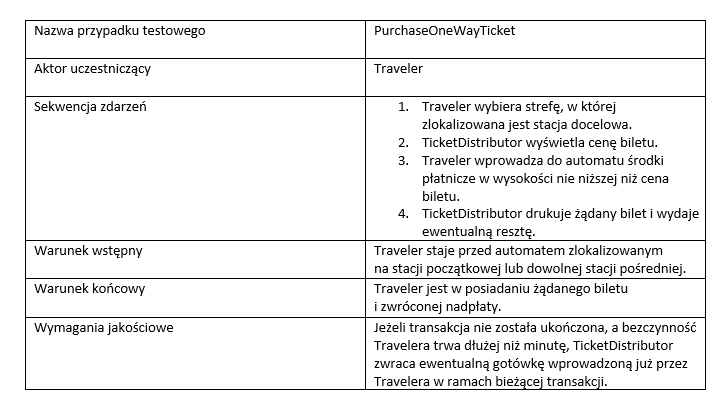 Nazwa przypadku testowego
PurchaseOneWayTicket
Aktor uczestniczący
Traveler
Sekwencja zdarzeń
1. Traveler wybiera strefę, w której
zlokalizowana jest stacja docelowa.
2. TicketDistributor wyświetla cenę biletu.
3. Traveler wprowadza do automatu środki
płatnicze w wysokości nie niższej niż cena
biletu.
4. TicketDistributor drukuje żądany bilet i wydaje
ewentualną resztę.
Warunek wstępny
Traveler staje przed automatem zlokalizowanym
na stacji początkowej lub dowolnej stacji pośredniej.
Warunek końcowy
Traveler jest w posiadaniu żądanego biletu
i zwróconej nadpłaty.
Wymagania jakościowe
Jeżeli transakcja nie została ukończona, a bezczynność
Travelera trwa dłużej niż minutę, TicketDistributor
zwraca ewentualną gotówkę wprowadzoną już przez
Travelera w ramach bieżącej transakcji.